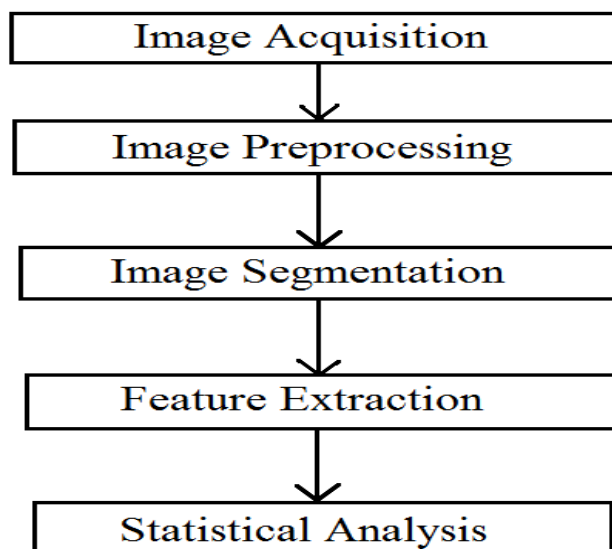 Image Acquisition
Image Preprocessing
Image Segmentation
Feature Extraction
Statistical Analysis